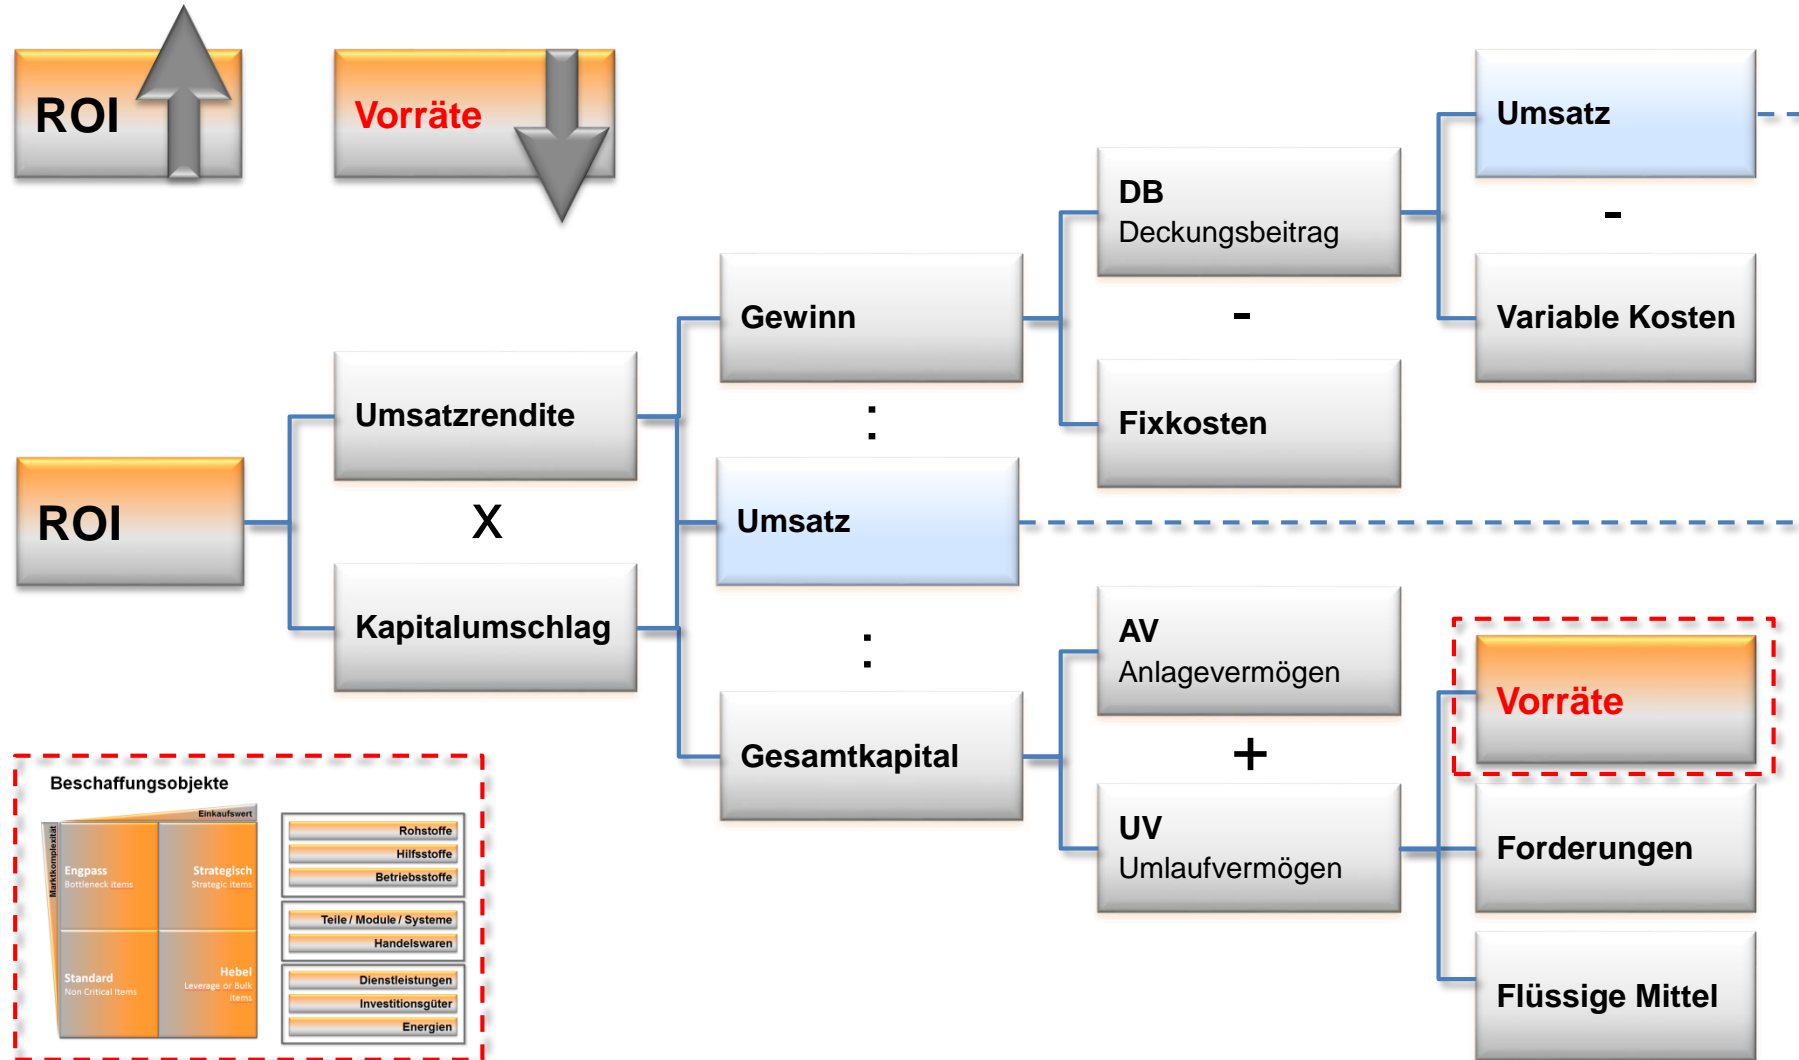 ROI
Vorräte
Umsatz
-
Variable Kosten
DB
Deckungsbeitrag
-
Fixkosten
Gewinn
:
Umsatz
:
Gesamtkapital
Umsatzrendite
x
Kapitalumschlag
ROI
AV
Anlagevermögen
+
UV
Umlaufvermögen
Vorräte
Forderungen
Flüssige Mittel
Beschaffungsobjekte
Einkaufswert
Marktkomplexität
Engpass
Bottleneck items
Strategisch
Strategic items
Standard
Non Critical Items
Hebel
Leverage or Bulk
items
Rohstoffe
Hilfsstoffe
Betriebsstoffe
Teile / Module / Systeme
Handelswaren
Dienstleistungen
Investitionsgüter
Energien